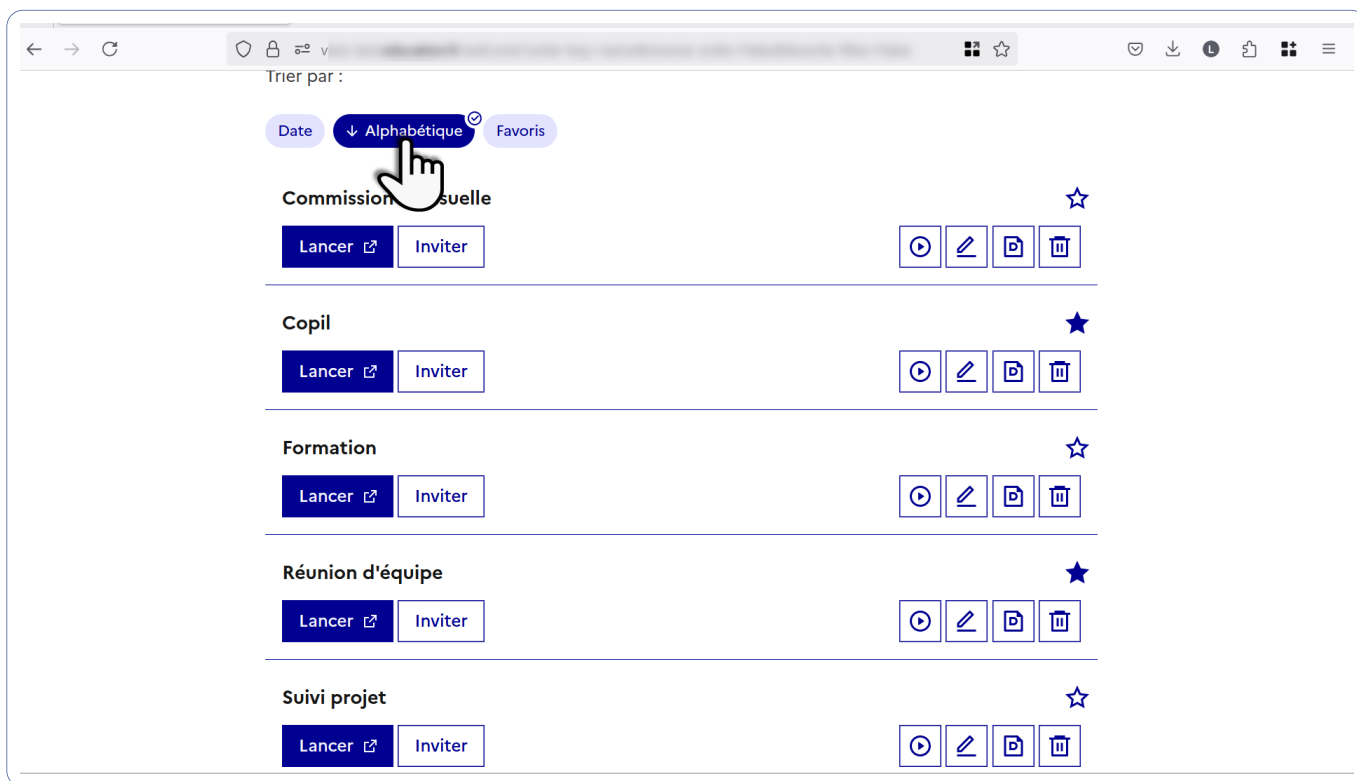 Trier par :
Date ↓ Alphabétique Favoris
Commission suelle
Lancer Inviter
Copil
Lancer Inviter
Formation
Lancer Inviter
Réunion d'équipe
Lancer Inviter
Suivi projet
Lancer Inviter